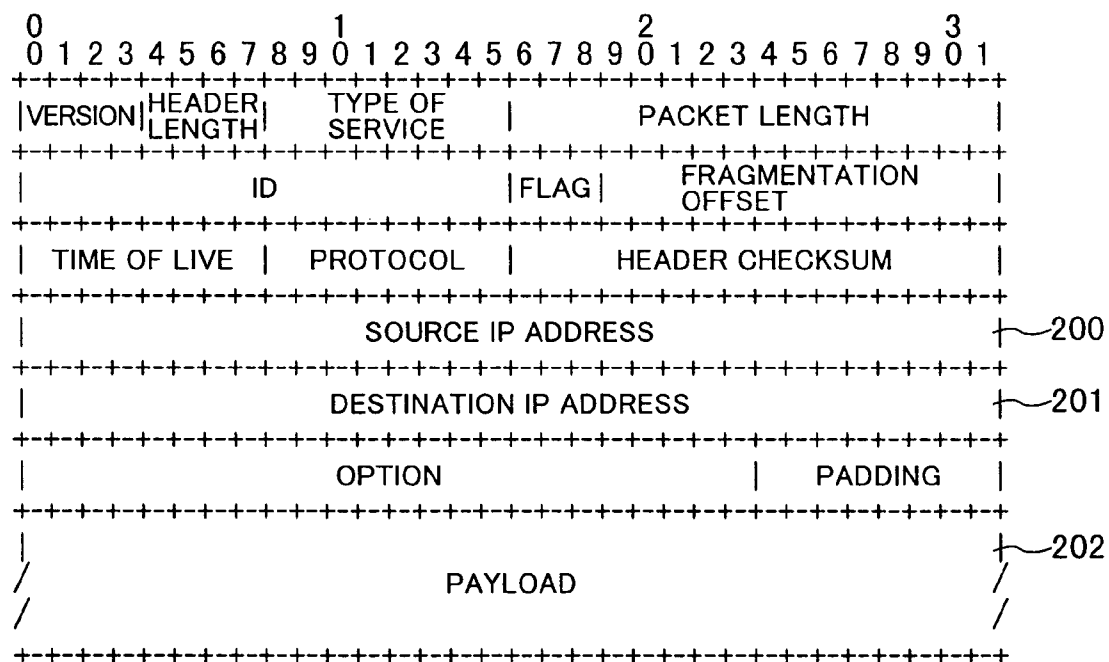 0 1 2 3
0 1 2 3 4 5 6 7 8 9 0 1 2 3 4 5 6 7 8 9 0 1 2 3 4 5 6 7 8 9 0 1
+-+-+-+-+-+-+-+-+-+-+-+-+-+-+-+-+-+-+-+-+-+-+-+-+-+-+-+-+-+-+-+-+
|VERSION|HEADER LENGTH| TYPE OF SERVICE | PACKET LENGTH |
+-+-+-+-+-+-+-+-+-+-+-+-+-+-+-+-+-+-+-+-+-+-+-+-+-+-+-+-+-+-+-+-+
| ID | FLAG | FRAGMENTATION OFFSET |
+-+-+-+-+-+-+-+-+-+-+-+-+-+-+-+-+-+-+-+-+-+-+-+-+-+-+-+-+-+-+-+-+
| TIME OF LIVE | PROTOCOL | HEADER CHECKSUM |
+-+-+-+-+-+-+-+-+-+-+-+-+-+-+-+-+-+-+-+-+-+-+-+-+-+-+-+-+-+-+-+-+
| SOURCE IP ADDRESS | 200
+-+-+-+-+-+-+-+-+-+-+-+-+-+-+-+-+-+-+-+-+-+-+-+-+-+-+-+-+-+-+-+-+
| DESTINATION IP ADDRESS | 201
+-+-+-+-+-+-+-+-+-+-+-+-+-+-+-+-+-+-+-+-+-+-+-+-+-+-+-+-+-+-+-+-+
| OPTION | PADDING |
+-+-+-+-+-+-+-+-+-+-+-+-+-+-+-+-+-+-+-+-+-+-+-+-+-+-+-+-+-+-+-+-+
| | 202
/ PAYLOAD /
/ /
+-+-+-+-+-+-+-+-+-+-+-+-+-+-+-+-+-+-+-+-+-+-+-+-+-+-+-+-+-+-+-+-+